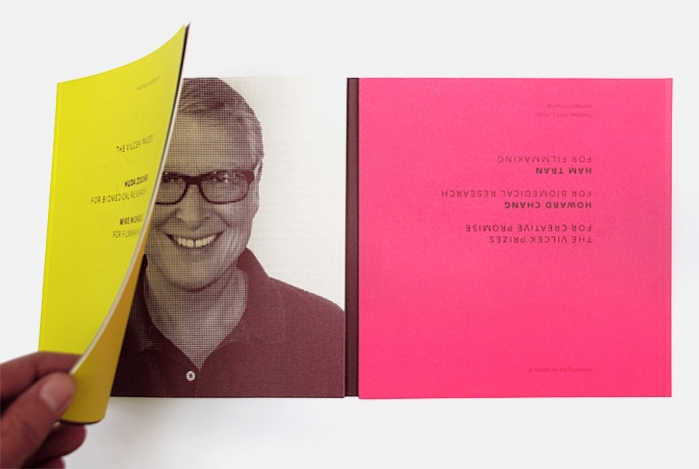 THE VILCEK PRIZES
HUDA ZOGHBI
FOR BIOMEDICAL RESEARCH
MIKE NICHOLS
FOR FILMMAKING
THE VILCEK PRIZES
FOR CREATIVE PROMISE
HOWARD CHANG
FOR BIOMEDICAL RESEARCH
HAM TRAN
FOR FILMMAKING